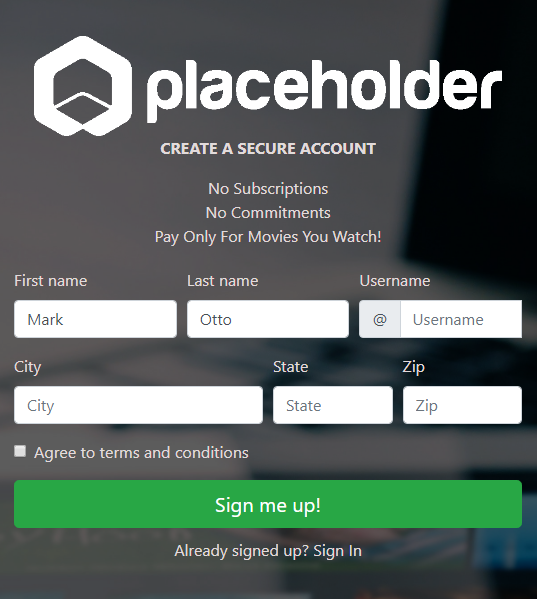 placeholder
CREATE A SECURE ACCOUNT
No Subscriptions
No Commitments
Pay Only For Movies You Watch!
First name Last name Username
Mark Otto @ Username
City State Zip
City State Zip
Agree to terms and conditions
Sign me up!
Already signed up? Sign In